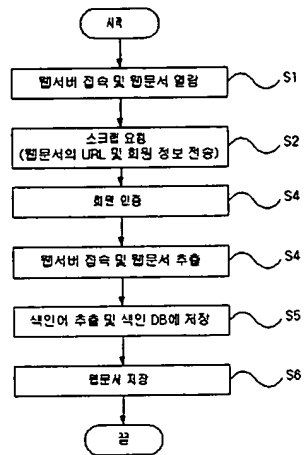 시작
웹서버 접속 및 웹문서 열람
S1
스크랩 요청
(웹문서의 URL 및 회원 정보 전송)
S2
회원 인증
S4
웹서버 접속 및 웹문서 추출
S4
색인어 추출 및 색인 DB에 저장
S5
웹문서 저장
S6
끝